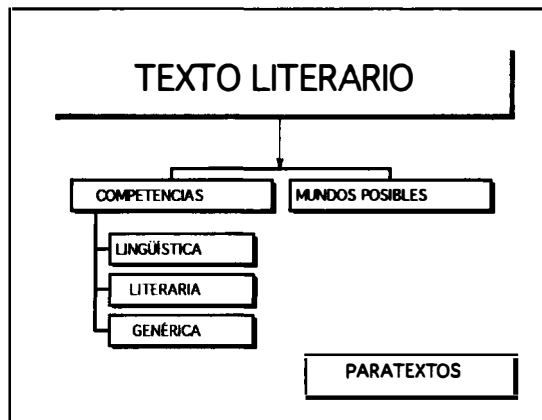 TEXTO LITERARIO
COMPETENCIAS
MUNDOS POSIBLES
LINGÜÍSTICA
LITERARIA
GENÉRICA
PARATEXTOS